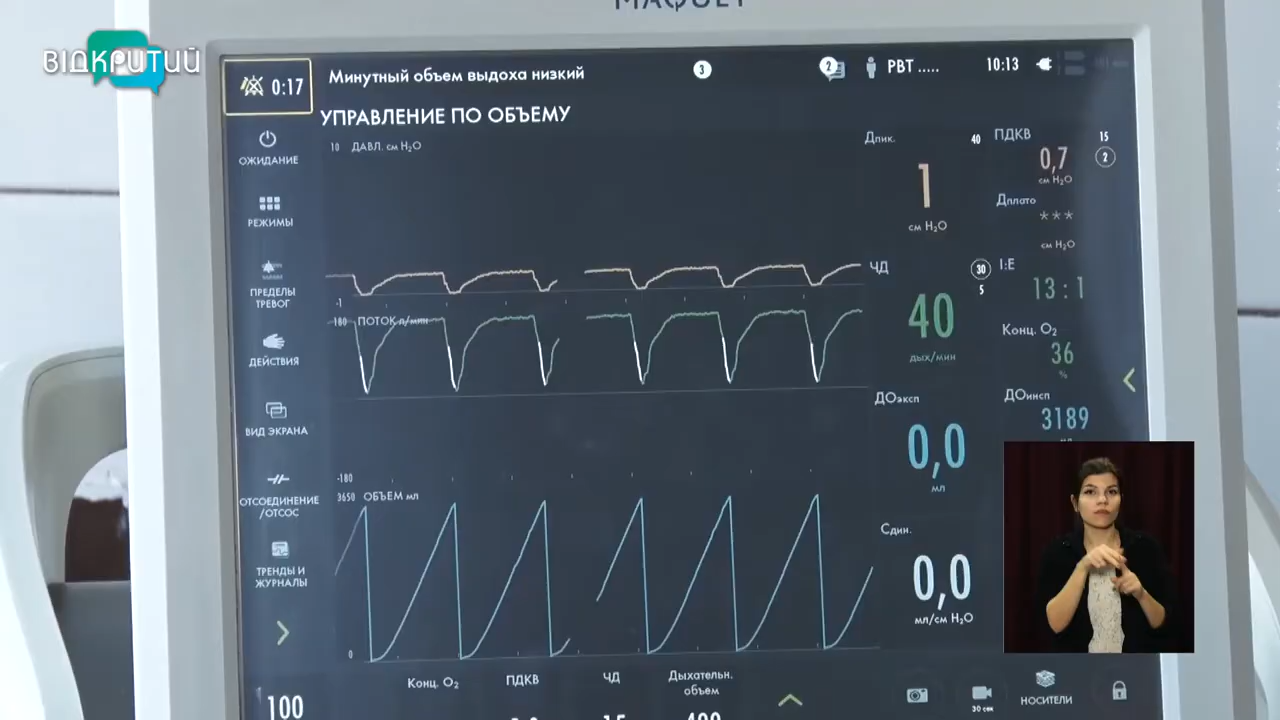 MAQUET
ВІДКРИТИЙ
0:17
Минутный объем выдоха низкий
3
2
РВТ .....
10:13
УПРАВЛЕНИЕ ПО ОБЪЕМУ
ОЖИДАНИЕ
РЕЖИМЫ
ПРЕДЕЛЫ
ТРЕВОГ
ДЕЙСТВИЯ
ВИД ЭКРАНА
ОТСОЕДИНЕНИЕ
/ОТСОС
ТРЕНДЫ И
ЖУРНАЛЫ
10 ДАВЛ. см H₂O
-1
180 ПОТОК л/мин
-180
3650 ОБЪЕМ мл
0
Дпик. 40
1
см H₂O
ПДКВ 15
0,7 2
см H₂O
Дплато
***
см H₂O
ЧД 30
5
40
дых/мин
I:E
13 : 1
Конц. O₂
36
%
ДОэксп
0,0
мл
ДОинсп
3189
Cдин.
0,0
мл/см H₂O
100
Конц. O₂
ПДКВ
ЧД
Дыхательн.
объем
30 сек
НОСИТЕЛИ